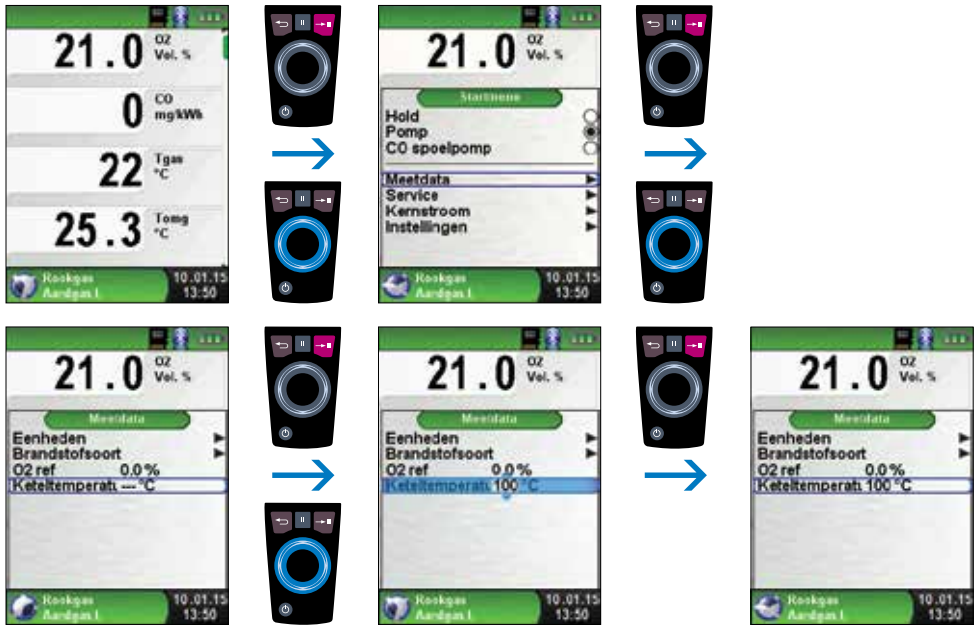 21.0 O2 Vol. %
0 CO mg/kWh
22 Tgas °C
25.3 Tomg °C
Rookgas 10.01.15
Aardgas L 13:50
21.0 O2 Vol. %
Startmenu
Hold
Pomp
CO spoelpomp
Meetdata
Service
Kernstroom
Instellingen
Rookgas 10.01.15
Aardgas L 13:50
21.0 O2 Vol. %
Meetdata
Eenheden
Brandstofsoort
O2 ref 0.0 %
Keteltemperatu --- °C
Rookgas 10.01.15
Aardgas L 13:50
21.0 O2 Vol. %
Meetdata
Eenheden
Brandstofsoort
O2 ref 0.0 %
Keteltemperatu 100 °C
Rookgas 10.01.15
Aardgas L 13:50
21.0 O2 Vol. %
Meetdata
Eenheden
Brandstofsoort
O2 ref 0.0 %
Keteltemperatu 100 °C
Rookgas 10.01.15
Aardgas L 13:50